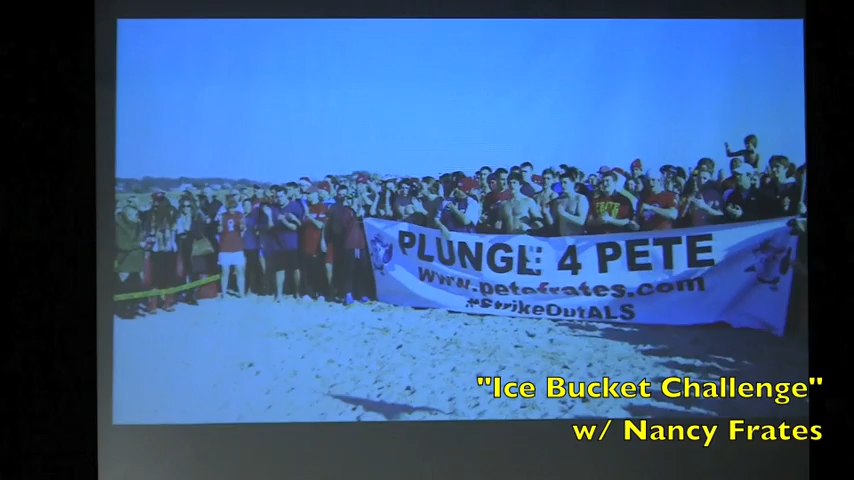 PLUNGE 4 PETE
www.petefrates.com
#StrikeOutALS
"Ice Bucket Challenge"
w/ Nancy Frates